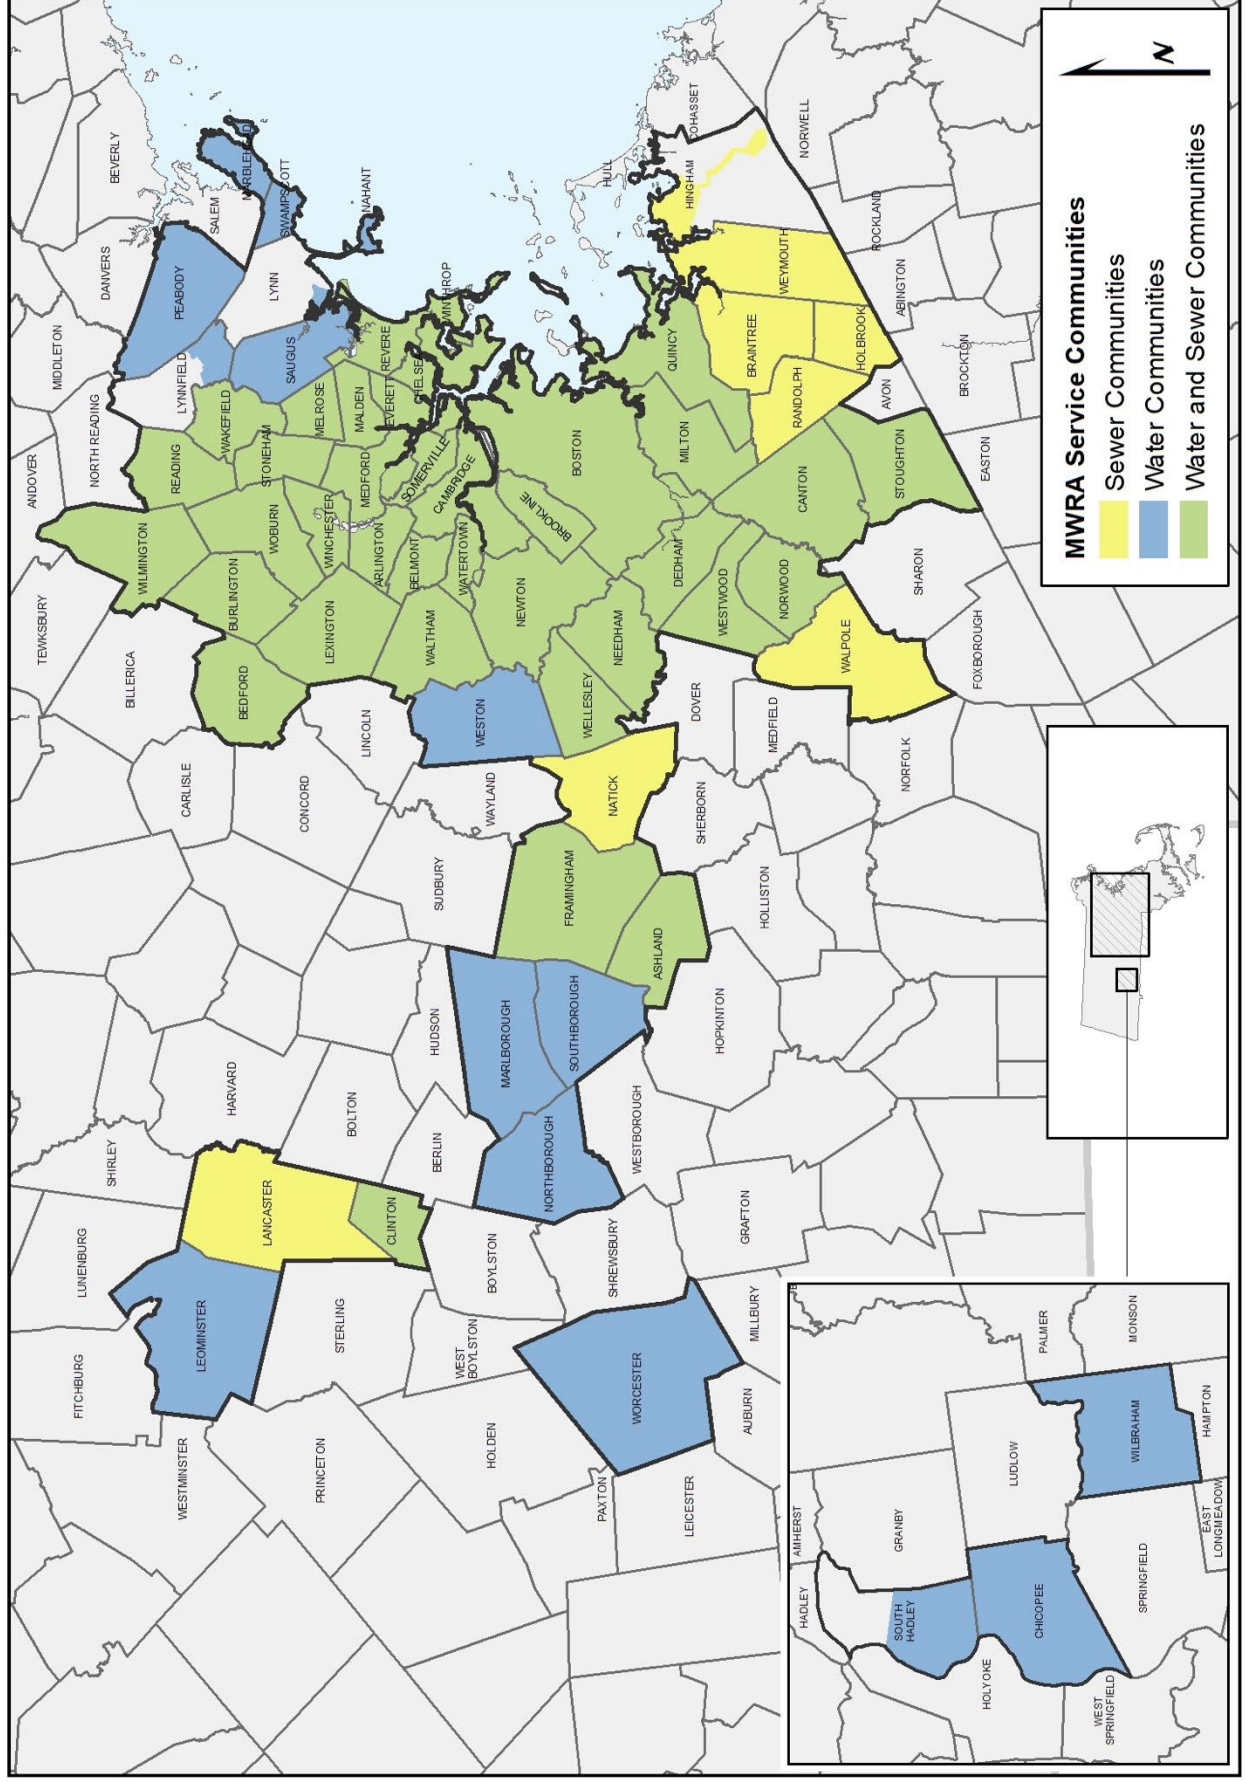 BEVERLY
MARBLEHEAD
SALEM
SWAMPSCOTT
NAHANT
DANVERS
PEABODY
LYNN
MIDDLETON
LYNNFIELD
SAUGUS
REVERE
WINTHROP
CHELSEA
EVERETT
MALDEN
MELROSE
WAKEFIELD
NORTH READING
ANDOVER
READING
STONEHAM
MEDFORD
SOMERVILLE
CAMBRIDGE
BOSTON
WILMINGTON
WOBURN
WINCHESTER
ARLINGTON
BELMONT
WATERTOWN
BROOKLINE
TEWKSBURY
BURLINGTON
LEXINGTON
WALTHAM
NEWTON
BILLERICA
BEDFORD
LINCOLN
WESTON
WELLESLEY
NEEDHAM
DEDHAM
WESTWOOD
NORWOOD
MILTON
QUINCY
HULL
HINGHAM
COHASSET
NORWELL
WEYMOUTH
ROCKLAND
ABINGTON
BRAINTREE
HOLBROOK
RANDOLPH
AVON
BROCKTON
CANTON
STOUGHTON
EASTON
SHARON
WALPOLE
FOXBOROUGH
DOVER
MEDFIELD
NORFOLK
CARLISLE
CONCORD
WAYLAND
NATICK
SHERBORN
SUDBURY
FRAMINGHAM
ASHLAND
HOLLISTON
HUDSON
MARLBOROUGH
SOUTHBOROUGH
HOPKINTON
HARVARD
BOLTON
BERLIN
NORTHBOROUGH
WESTBOROUGH
SHIRLEY
LANCASTER
CLINTON
BOYLSTON
SHREWSBURY
GRAFTON
LUNENBURG
LEOMINSTER
STERLING
WEST
BOYLSTON
WORCESTER
MILLBURY
FITCHBURG
WESTMINSTER
PRINCETON
HOLDEN
PAXTON
AUBURN
LEICESTER
MWRA Service Communities
Sewer Communities
Water Communities
Water and Sewer Communities
N
AMHERST
HADLEY
GRANBY
SOUTH
HADLEY
HOLYOKE
LUDLOW
CHICOPEE
PALMER
MONSON
WILBRAHAM
HAMPTON
EAST
LONGMEADOW
SPRINGFIELD
WEST
SPRINGFIELD